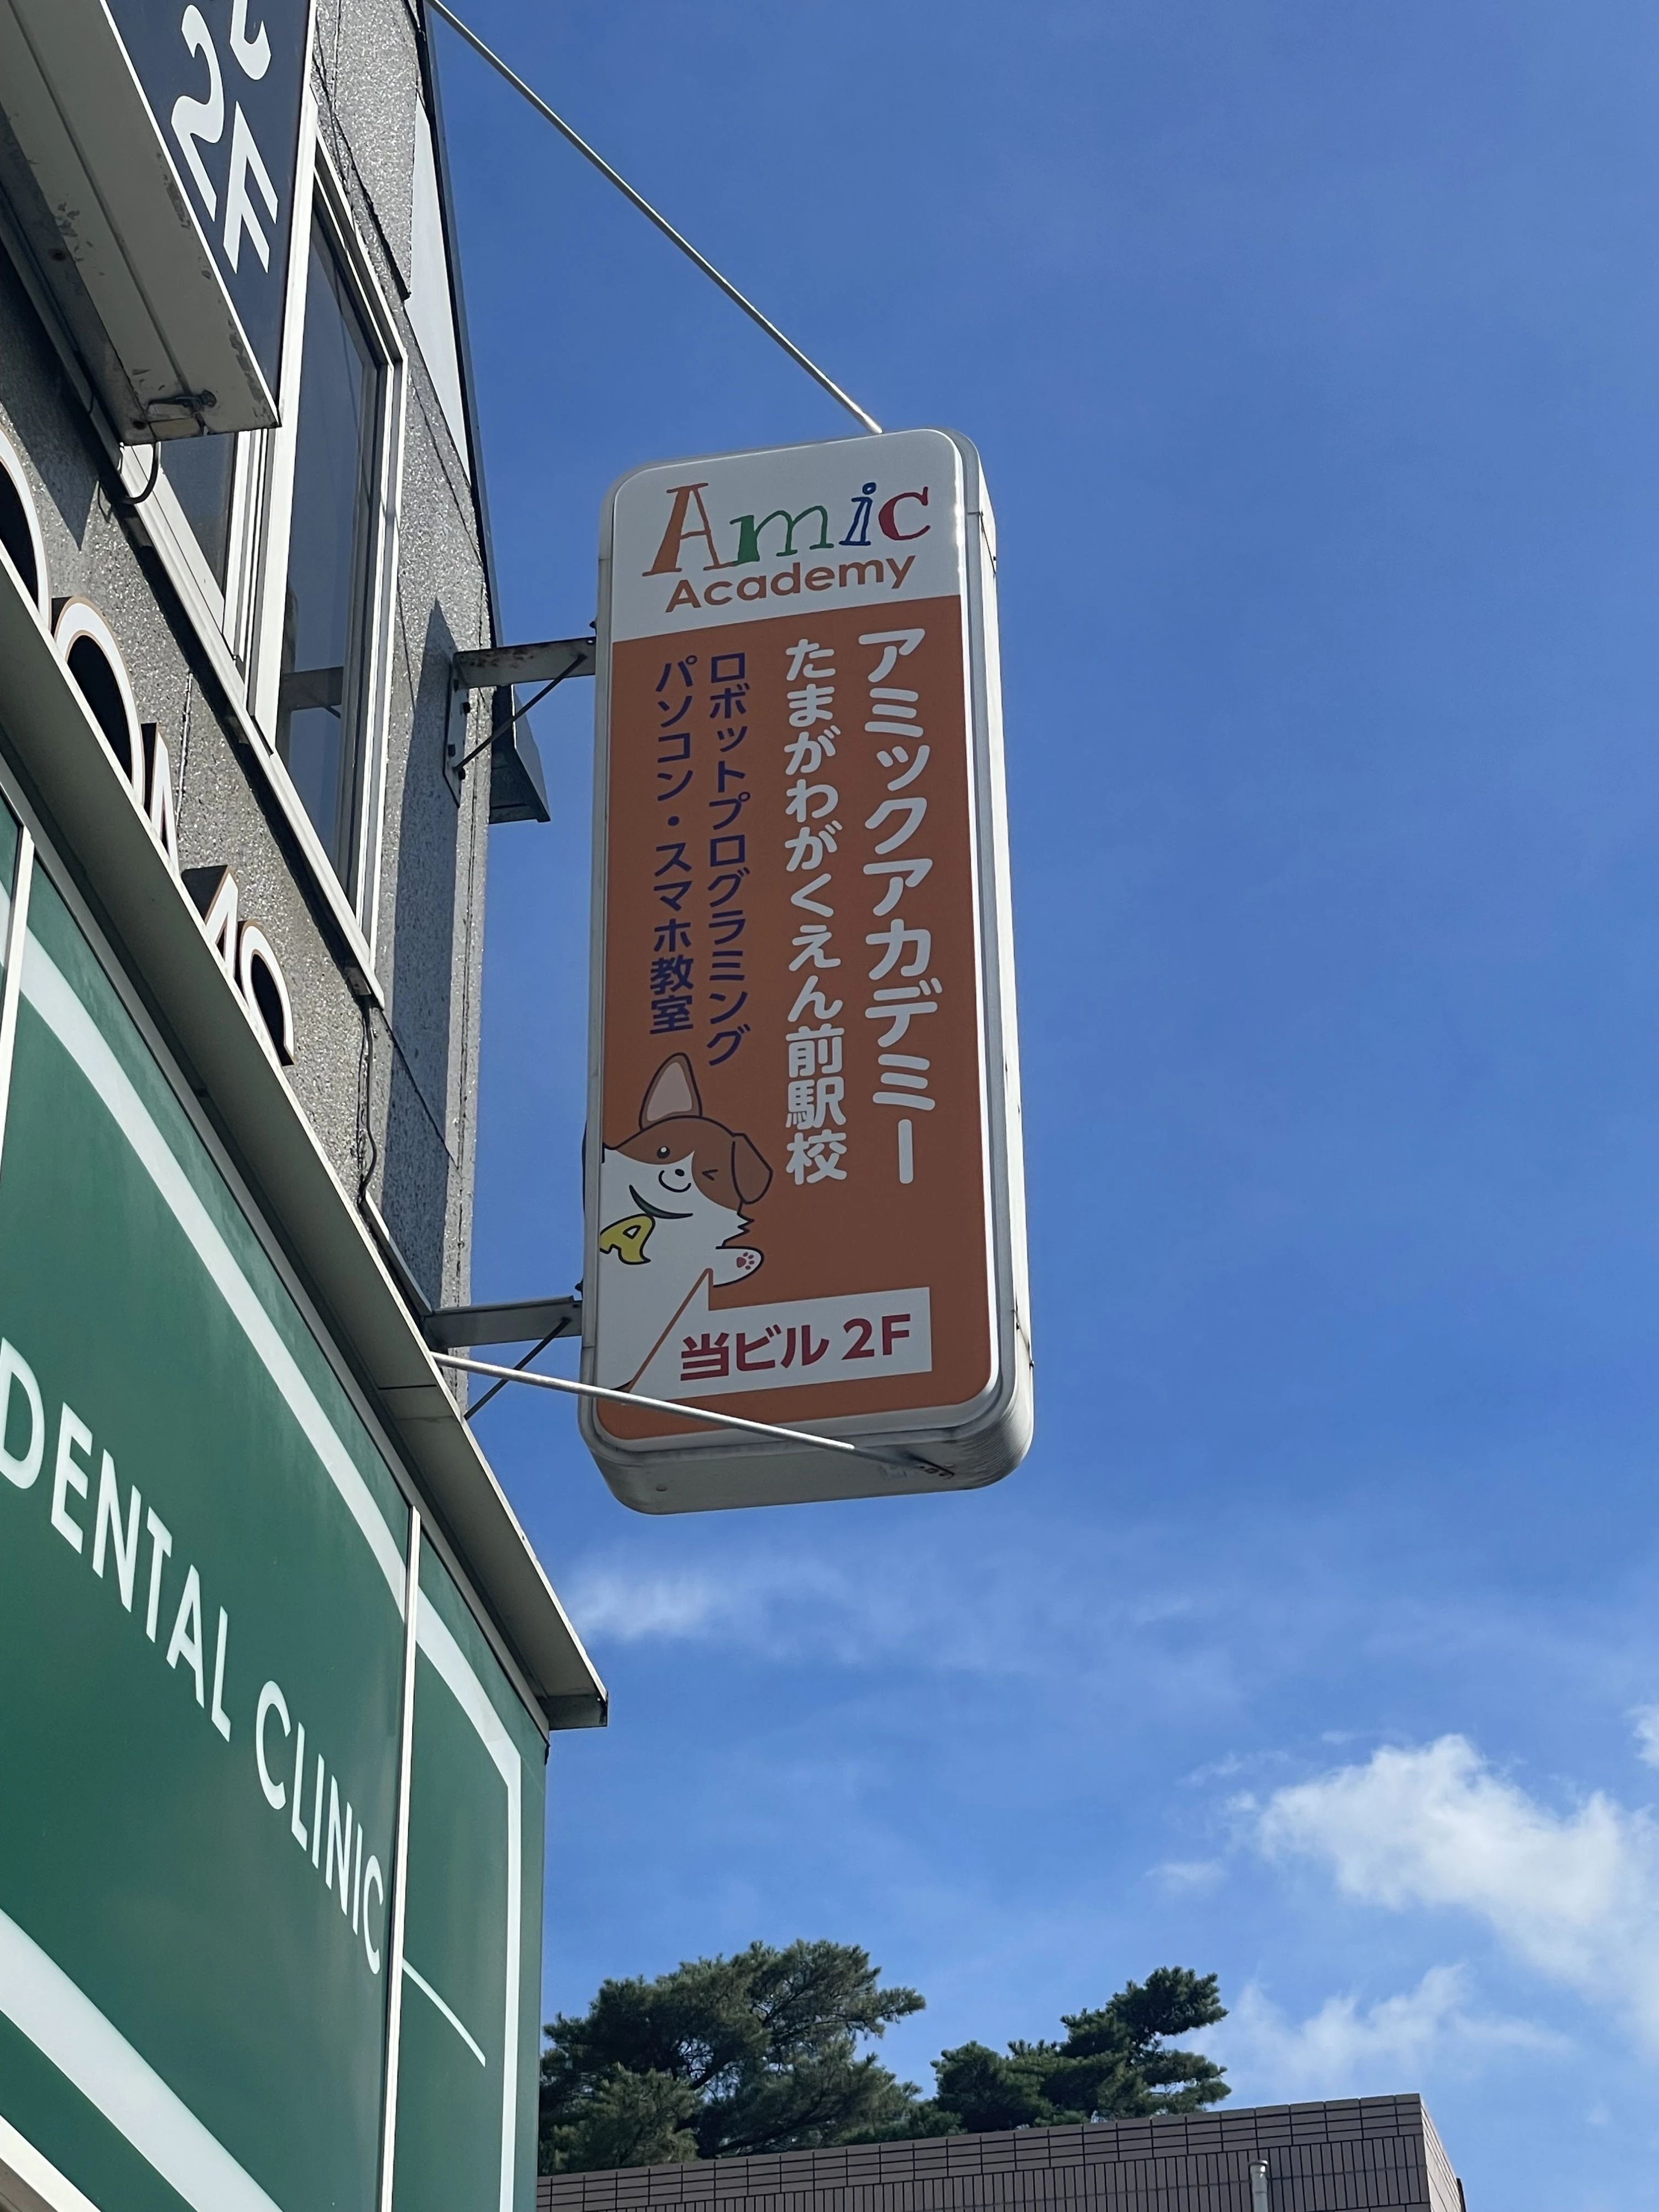 2F
Amic
Academy
アミックアカデミー
たまがわがくえん前駅校
ロボットプログラミング
パソコン・スマホ教室
A
当ビル 2F
DENTAL CLINIC